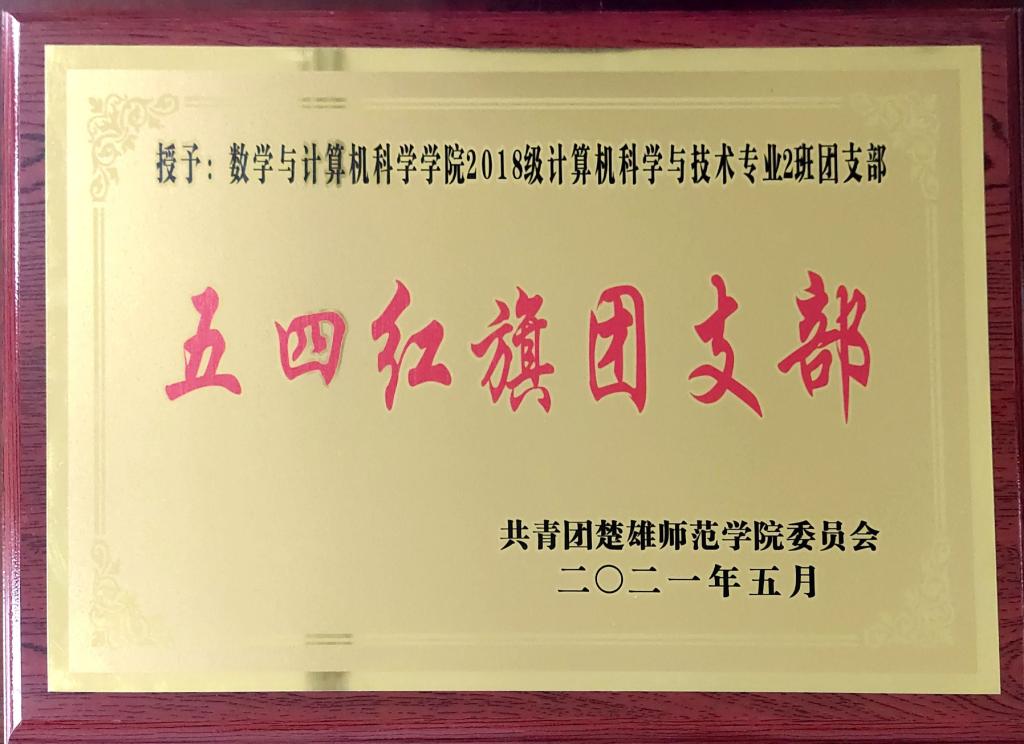 授予：数学与计算机科学学院2018级计算机科学与技术专业2班团支部
五四红旗团支部
共青团楚雄师范学院委员会
二〇二一年五月